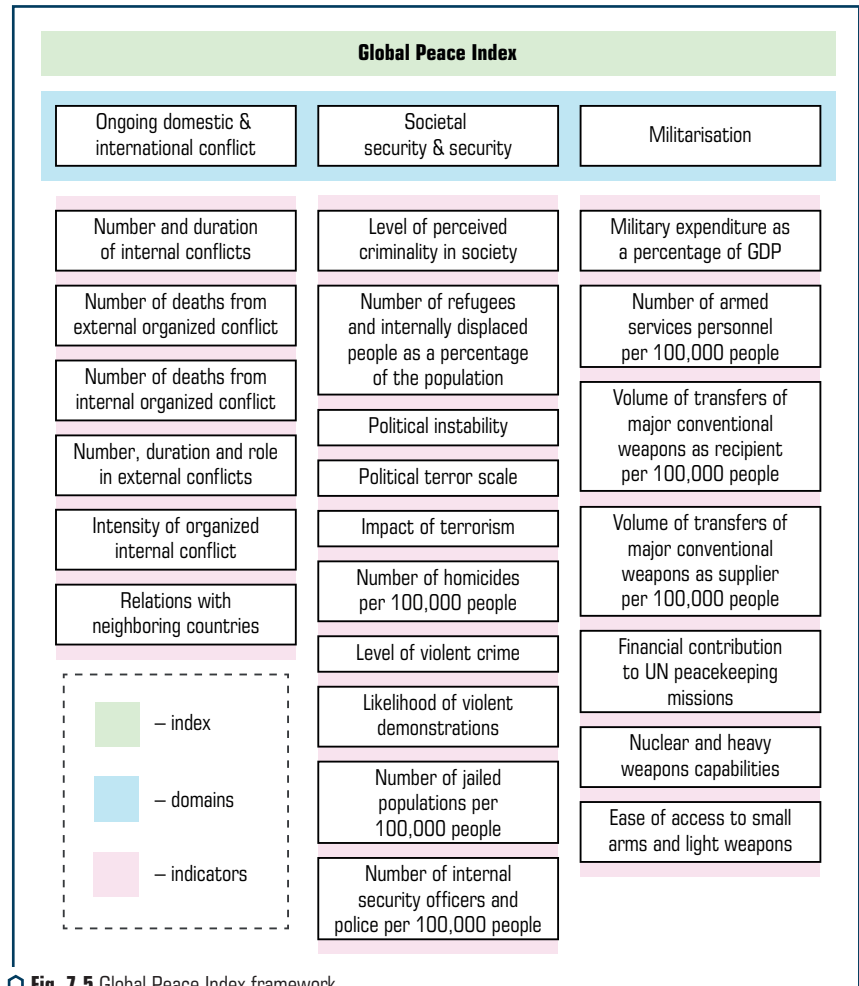 Global Peace Index
Ongoing domestic &
international conflict
Societal
security & security
Militarisation
Number and duration
of internal conflicts
Number of deaths from
external organized conflict
Number of deaths from
internal organized conflict
Number, duration and role
in external conflicts
Intensity of organized
internal conflict
Relations with
neighboring countries
Level of perceived
criminality in society
Number of refugees
and internally displaced
people as a percentage
of the population
Political instability
Political terror scale
Impact of terrorism
Number of homicides
per 100,000 people
Level of violent crime
Likelihood of violent
demonstrations
Number of jailed
populations per
100,000 people
Number of internal
security officers and
police per 100,000 people
Military expenditure as
a percentage of GDP
Number of armed
services personnel
per 100,000 people
Volume of transfers of
major conventional
weapons as recipient
per 100,000 people
Volume of transfers of
major conventional
weapons as supplier
per 100,000 people
Financial contribution
to UN peacekeeping
missions
Nuclear and heavy
weapons capabilities
Ease of access to small
arms and light weapons
– index
– domains
– indicators
Fig. 7.5 Global Peace Index framework